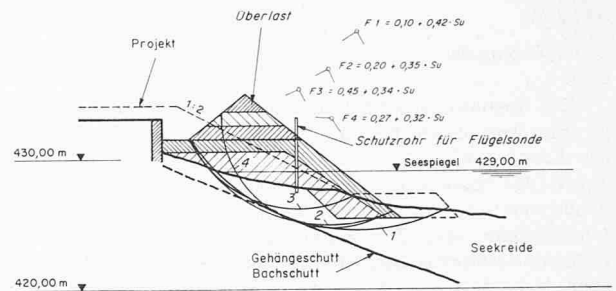 Überlast
F 1 = 0,10 + 0,42 · Su
Projekt
F2 = 0,20 + 0,35 · Su
F3 = 0,45 + 0,34 · Su
1:2
F4 = 0,27 + 0,32 · Su
Schutzrohr für Flügelsonde
430,00 m
Seespiegel 429,00 m
4
3
2
1
Gehängeschutt
Bachschutt
Seekreide
420,00 m